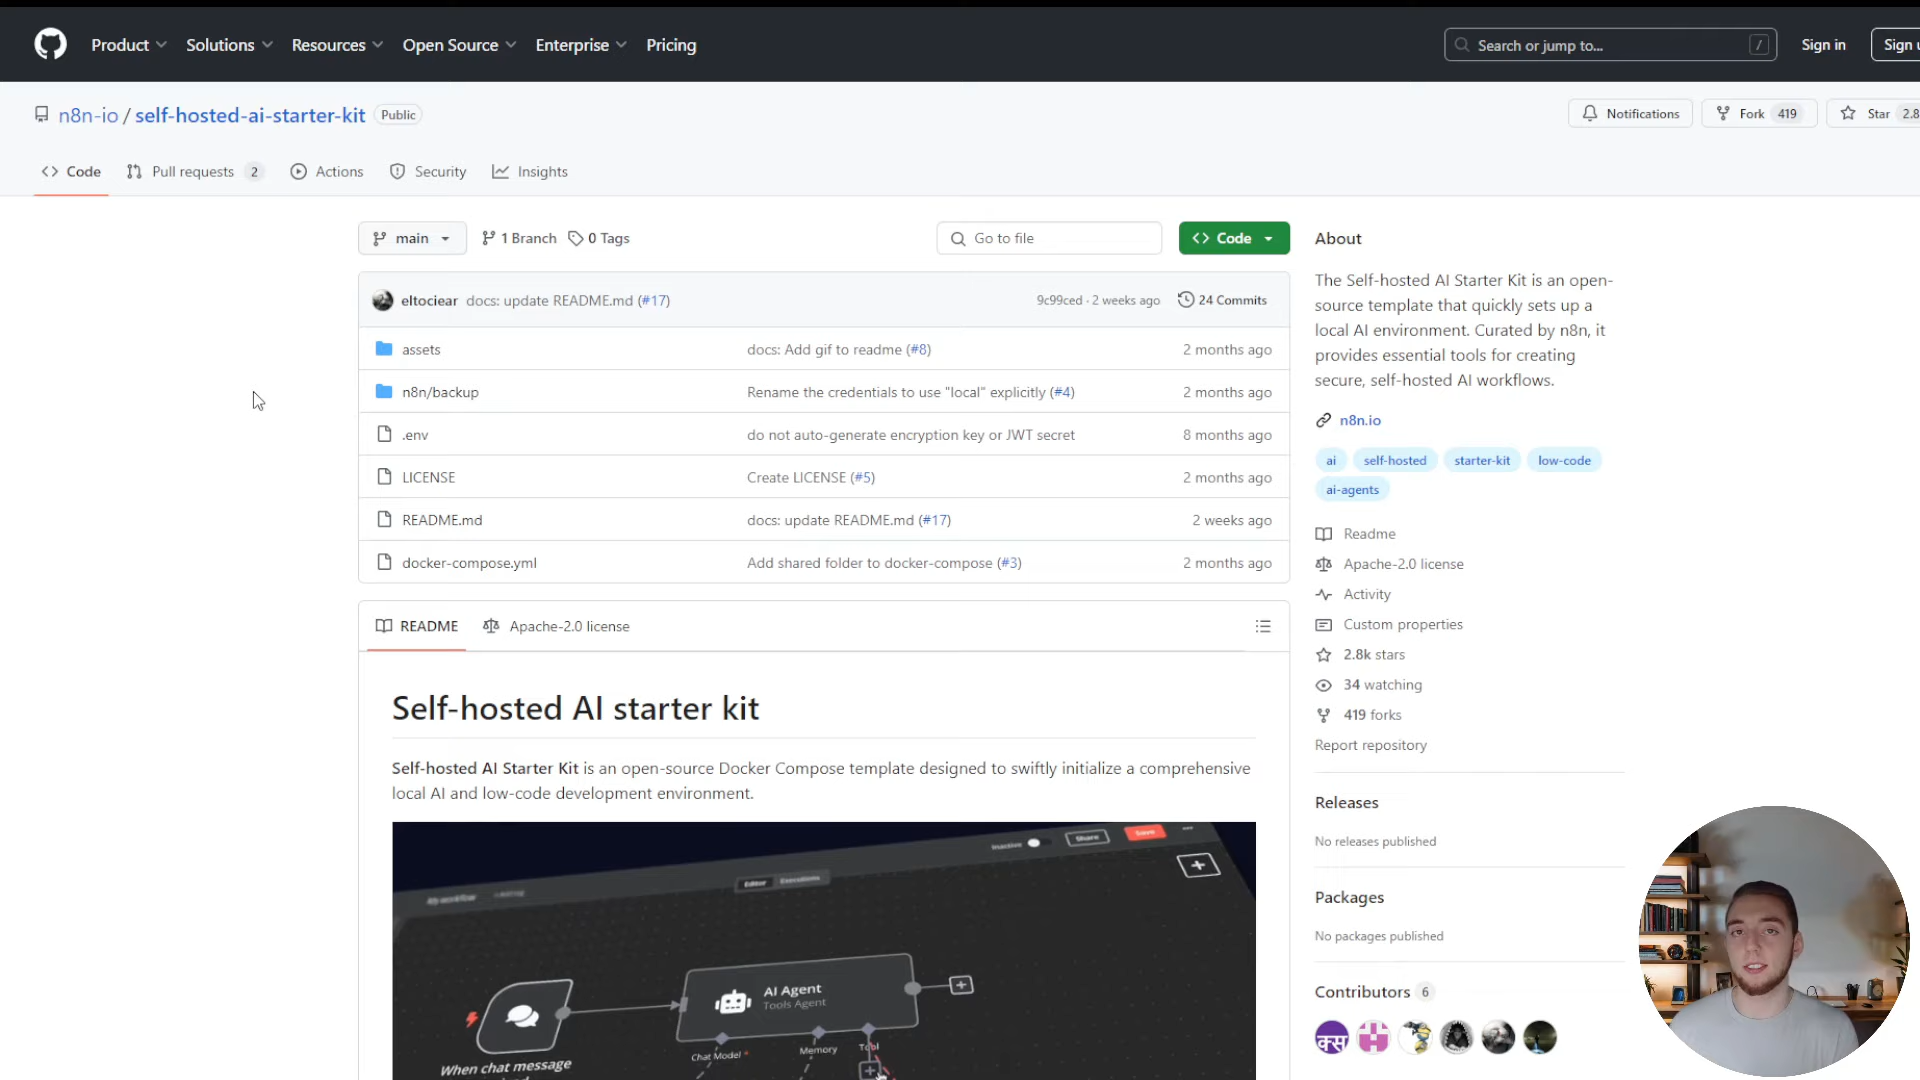 Product Solutions Resources Open Source Enterprise Pricing Search or jump to... / Sign in Sign u
n8n-io / self-hosted-ai-starter-kit Public Notifications Fork 419 Star 2.8
Code Pull requests 2 Actions Security Insights
main 1 Branch 0 Tags Go to file Code
eltociear docs: update README.md (#17) 9c99ced · 2 weeks ago 24 Commits
assets docs: Add gif to readme (#8) 2 months ago
n8n/backup Rename the credentials to use "local" explicitly (#4) 2 months ago
.env do not auto-generate encryption key or JWT secret 8 months ago
LICENSE Create LICENSE (#5) 2 months ago
README.md docs: update README.md (#17) 2 weeks ago
docker-compose.yml Add shared folder to docker-compose (#3) 2 months ago
README Apache-2.0 license
Self-hosted AI starter kit
Self-hosted AI Starter Kit is an open-source Docker Compose template designed to swiftly initialize a comprehensive
local AI and low-code development environment.
My workflow
Editor Executions
Inactive Share Save
AI Agent
Tools Agent
Chat Model *
Memory
Tool
When chat message
About
The Self-hosted AI Starter Kit is an open-
source template that quickly sets up a
local AI environment. Curated by n8n, it
provides essential tools for creating
secure, self-hosted AI workflows.
n8n.io
ai self-hosted starter-kit low-code
ai-agents
Readme
Apache-2.0 license
Activity
Custom properties
2.8k stars
34 watching
419 forks
Report repository
Releases
No releases published
Packages
No packages published
Contributors 6